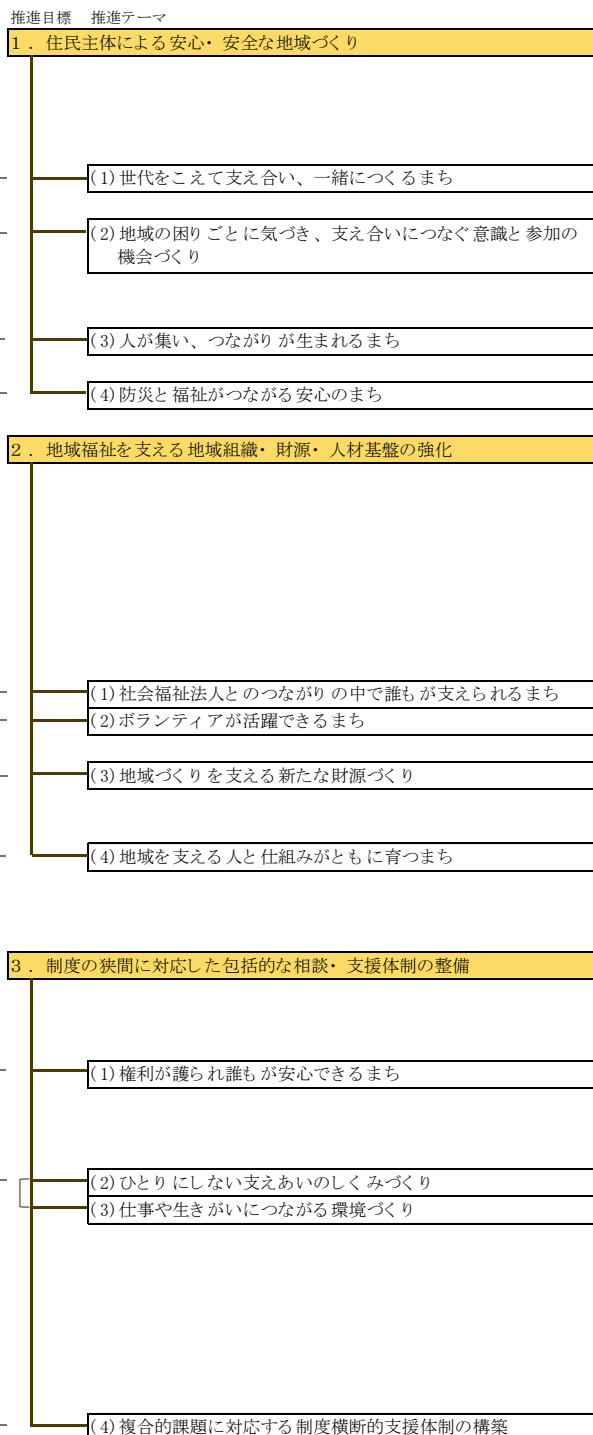 推進目標 推進テーマ
1．住民主体による安心・安全な地域づくり
(1)世代をこえて支え合い、一緒につくるまち
(2)地域の困りごとに気づき、支え合いにつなぐ意識と参加の
機会づくり
(3)人が集い、つながりが生まれるまち
(4)防災と福祉がつながる安心のまち
2．地域福祉を支える地域組織・財源・人材基盤の強化
(1)社会福祉法人とのつながりの中で誰もが支えられるまち
(2)ボランティアが活躍できるまち
(3)地域づくりを支える新たな財源づくり
(4)地域を支える人と仕組みがともに育つまち
3．制度の狭間に対応した包括的な相談・支援体制の整備
(1)権利が護られ誰もが安心できるまち
(2)ひとりにしない支えあいのしくみづくり
(3)仕事や生きがいにつながる環境づくり
(4)複合的課題に対応する制度横断的支援体制の構築